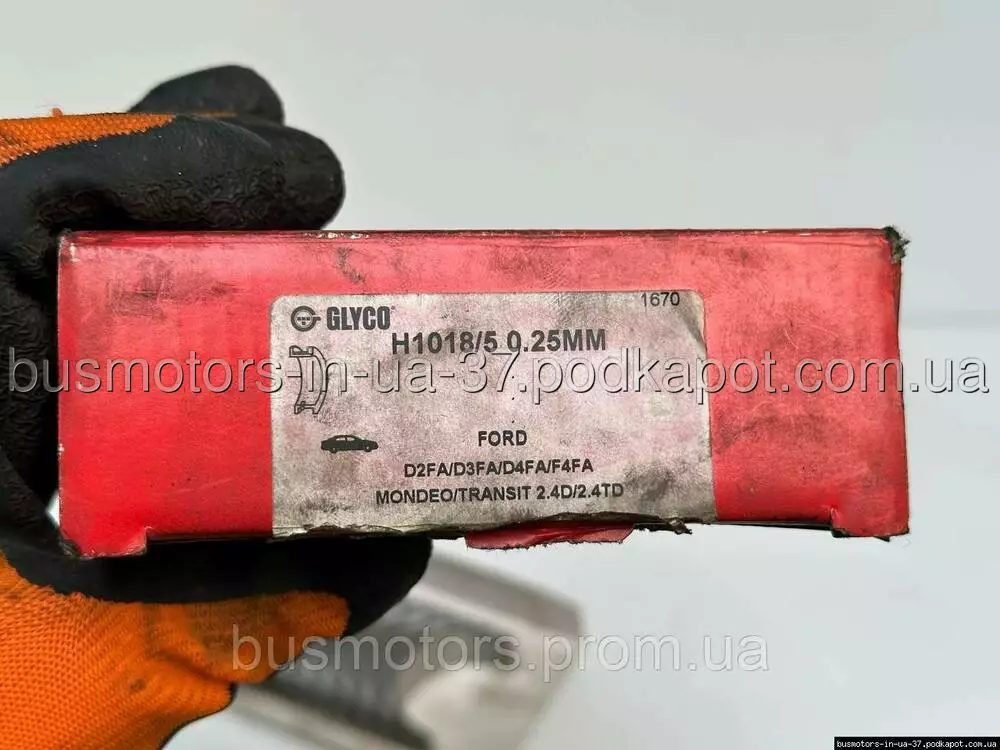 1670
GLYCO®
H1018/5 0.25MM
busmotors-in-ua-37.podkapot.com.ua
FORD
D2FA/D3FA/D4FA/F4FA
MONDEO/TRANSIT 2.4D/2.4TD
busmotors.prom.ua
busmotors-in-ua-37.podkapot.com.ua